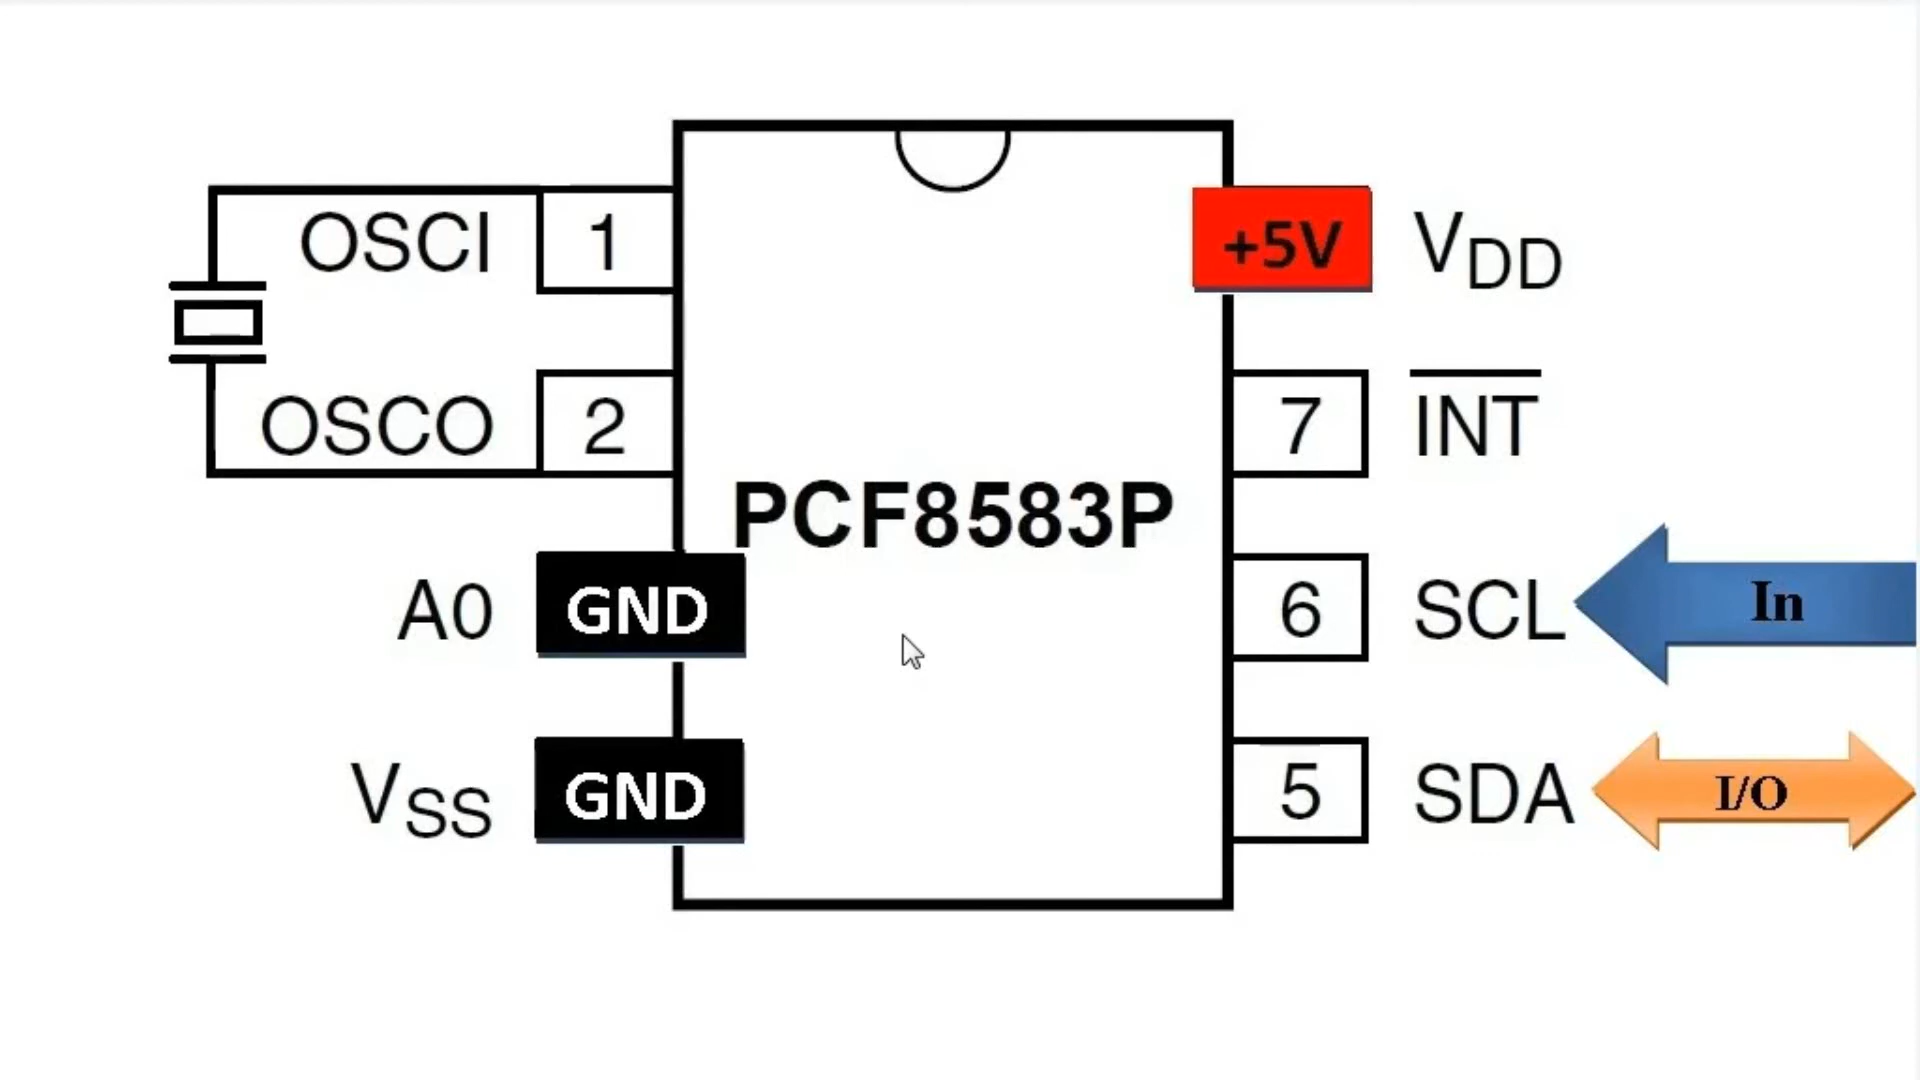 OSCI 1 +5V VDD
OSCO 2 7 INT
PCF8583P
A0 GND 6 SCL In
VSS GND 5 SDA I/O